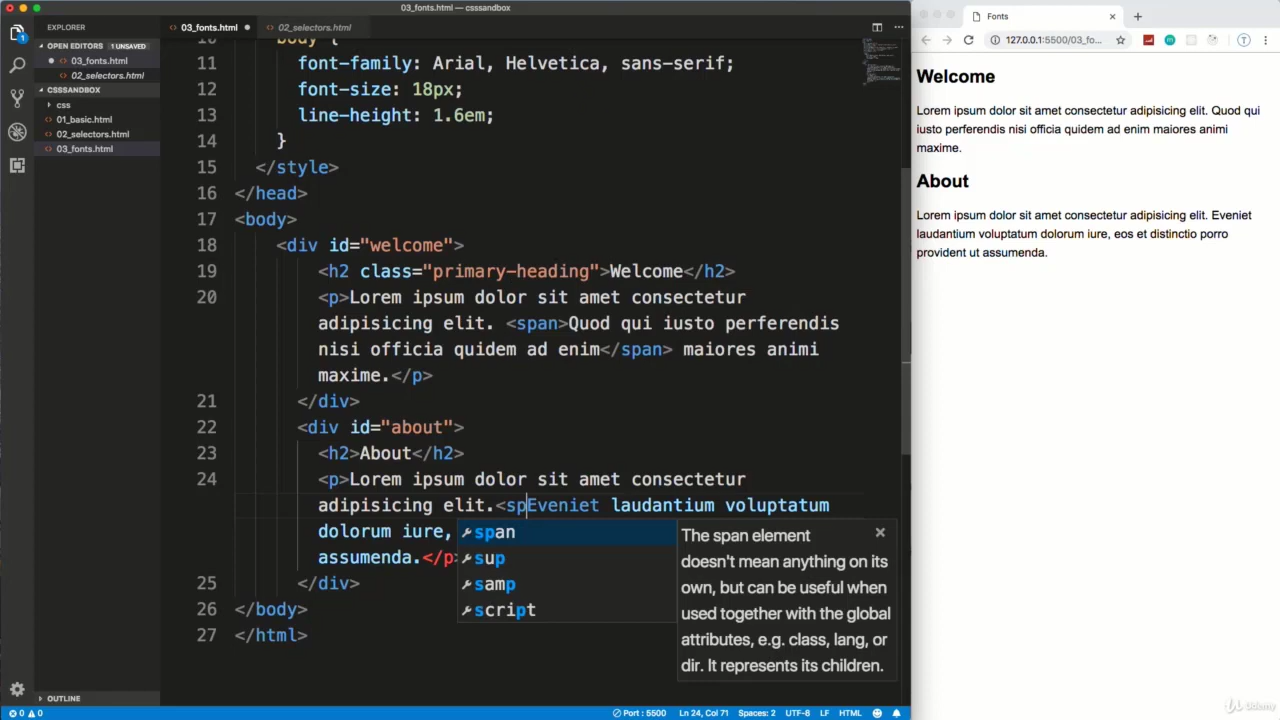 03_fonts.html — csssandbox
EXPLORER
OPEN EDITORS 1 UNSAVED
03_fonts.html
02_selectors.html
CSSSANDBOX
css
01_basic.html
02_selectors.html
03_fonts.html
OUTLINE
1
03_fonts.html
02_selectors.html
10 body {
11 font-family: Arial, Helvetica, sans-serif;
12 font-size: 18px;
13 line-height: 1.6em;
14 }
15 </style>
16 </head>
17 <body>
18 <div id="welcome">
19 <h2 class="primary-heading">Welcome</h2>
20 <p>Lorem ipsum dolor sit amet consectetur
adipisicing elit. <span>Quod qui iusto perferendis
nisi officia quidem ad enim</span> maiores animi
maxime.</p>
21 </div>
22 <div id="about">
23 <h2>About</h2>
24 <p>Lorem ipsum dolor sit amet consectetur
adipisicing elit.<spEveniet laudantium voluptatum
dolorum iure,
assumenda.</p>
25 </div>
26 </body>
27 </html>
span
sup
samp
script
The span element
doesn't mean anything on its
own, but can be useful when
used together with the global
attributes, e.g. class, lang, or
dir. It represents its children.
0 0
Port : 5500 Ln 24, Col 71 Spaces: 2 UTF-8 LF HTML
Fonts
127.0.0.1:5500/03_fo...
T
Welcome
Lorem ipsum dolor sit amet consectetur adipisicing elit. Quod qui
iusto perferendis nisi officia quidem ad enim maiores animi
maxime.
About
Lorem ipsum dolor sit amet consectetur adipisicing elit. Eveniet
laudantium voluptatum dolorum iure, eos et distinctio porro
provident ut assumenda.
Udemy